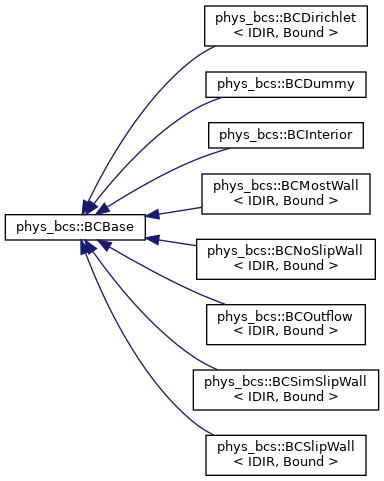 phys_bcs::BCDirichlet
< IDIR, Bound >
phys_bcs::BCDummy
phys_bcs::BCInterior
phys_bcs::BCMostWall
< IDIR, Bound >
phys_bcs::BCBase
phys_bcs::BCNoSlipWall
< IDIR, Bound >
phys_bcs::BCOutflow
< IDIR, Bound >
phys_bcs::BCSimSlipWall
< IDIR, Bound >
phys_bcs::BCSlipWall
< IDIR, Bound >